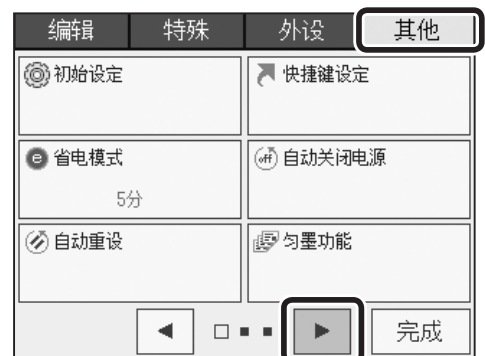 编辑 特殊 外设 其他
初始设定 快捷键设定
e 省电模式 off 自动关闭电源
5分
自动重设 匀墨功能
完成